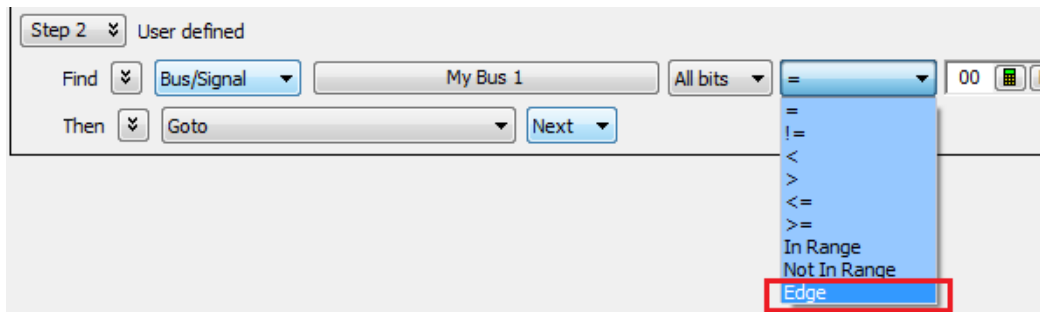 Step 2 User defined
Find Bus/Signal My Bus 1 All bits = 00
Then Goto Next
=
!=
<
>
<=
>=
In Range
Not In Range
Edge